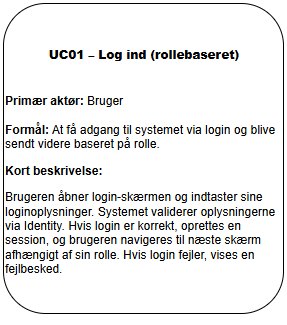 UC01 – Log ind (rollebaseret)
Primær aktør: Bruger
Formål: At få adgang til systemet via login og blive
sendt videre baseret på rolle.
Kort beskrivelse:
Brugeren åbner login-skærmen og indtaster sine
loginoplysninger. Systemet validerer oplysningerne
via Identity. Hvis login er korrekt, oprettes en
session, og brugeren navigeres til næste skærm
afhængigt af sin rolle. Hvis login fejler, vises en
fejlbesked.